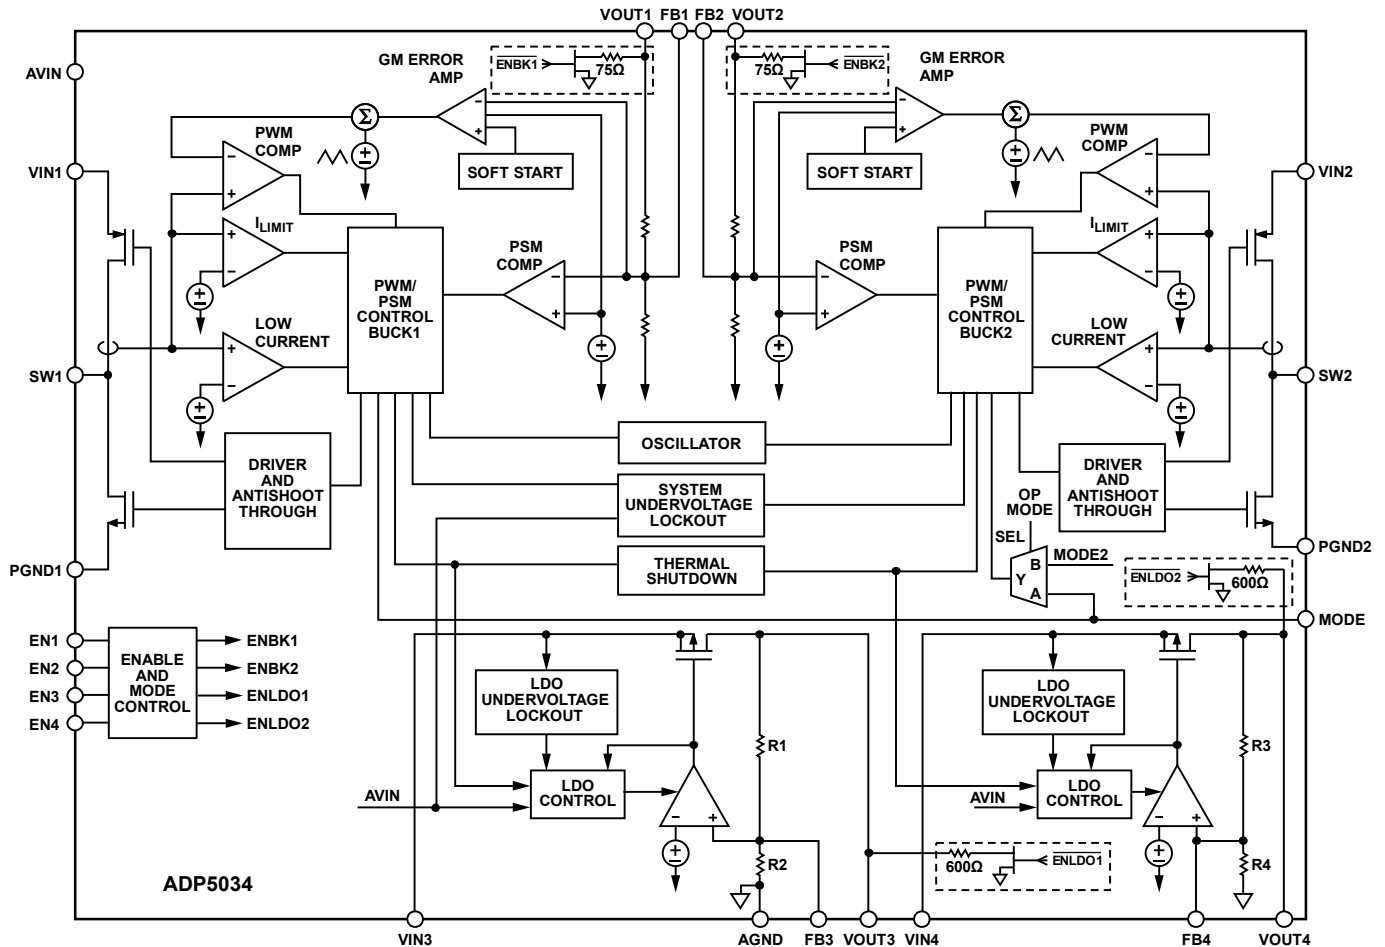 VOUT1 FB1 FB2 VOUT2
AVIN
GM ERROR
AMP
ENBK1
75Ω
75Ω
ENBK2
GM ERROR
AMP
PWM
COMP
Σ
Σ
PWM
COMP
VIN1
SOFT START
SOFT START
VIN2
ILIMIT
ILIMIT
PSM
COMP
PSM
COMP
PWM/
PSM
CONTROL
BUCK1
PWM/
PSM
CONTROL
BUCK2
LOW
CURRENT
LOW
CURRENT
SW1
SW2
OSCILLATOR
DRIVER
AND
ANTISHOOT
THROUGH
SYSTEM
UNDERVOLTAGE
LOCKOUT
DRIVER
AND
ANTISHOOT
THROUGH
OP
MODE
SEL
PGND1
THERMAL
SHUTDOWN
B
Y
A
MODE2
ENLDO2
600Ω
PGND2
MODE
EN1
EN2
EN3
EN4
ENABLE
AND
MODE
CONTROL
ENBK1
ENBK2
ENLDO1
ENLDO2
LDO
UNDERVOLTAGE
LOCKOUT
LDO
UNDERVOLTAGE
LOCKOUT
R1
R3
AVIN
LDO
CONTROL
AVIN
LDO
CONTROL
R2
600Ω
ENLDO1
R4
ADP5034
VIN3 AGND FB3 VOUT3 VIN4 FB4 VOUT4